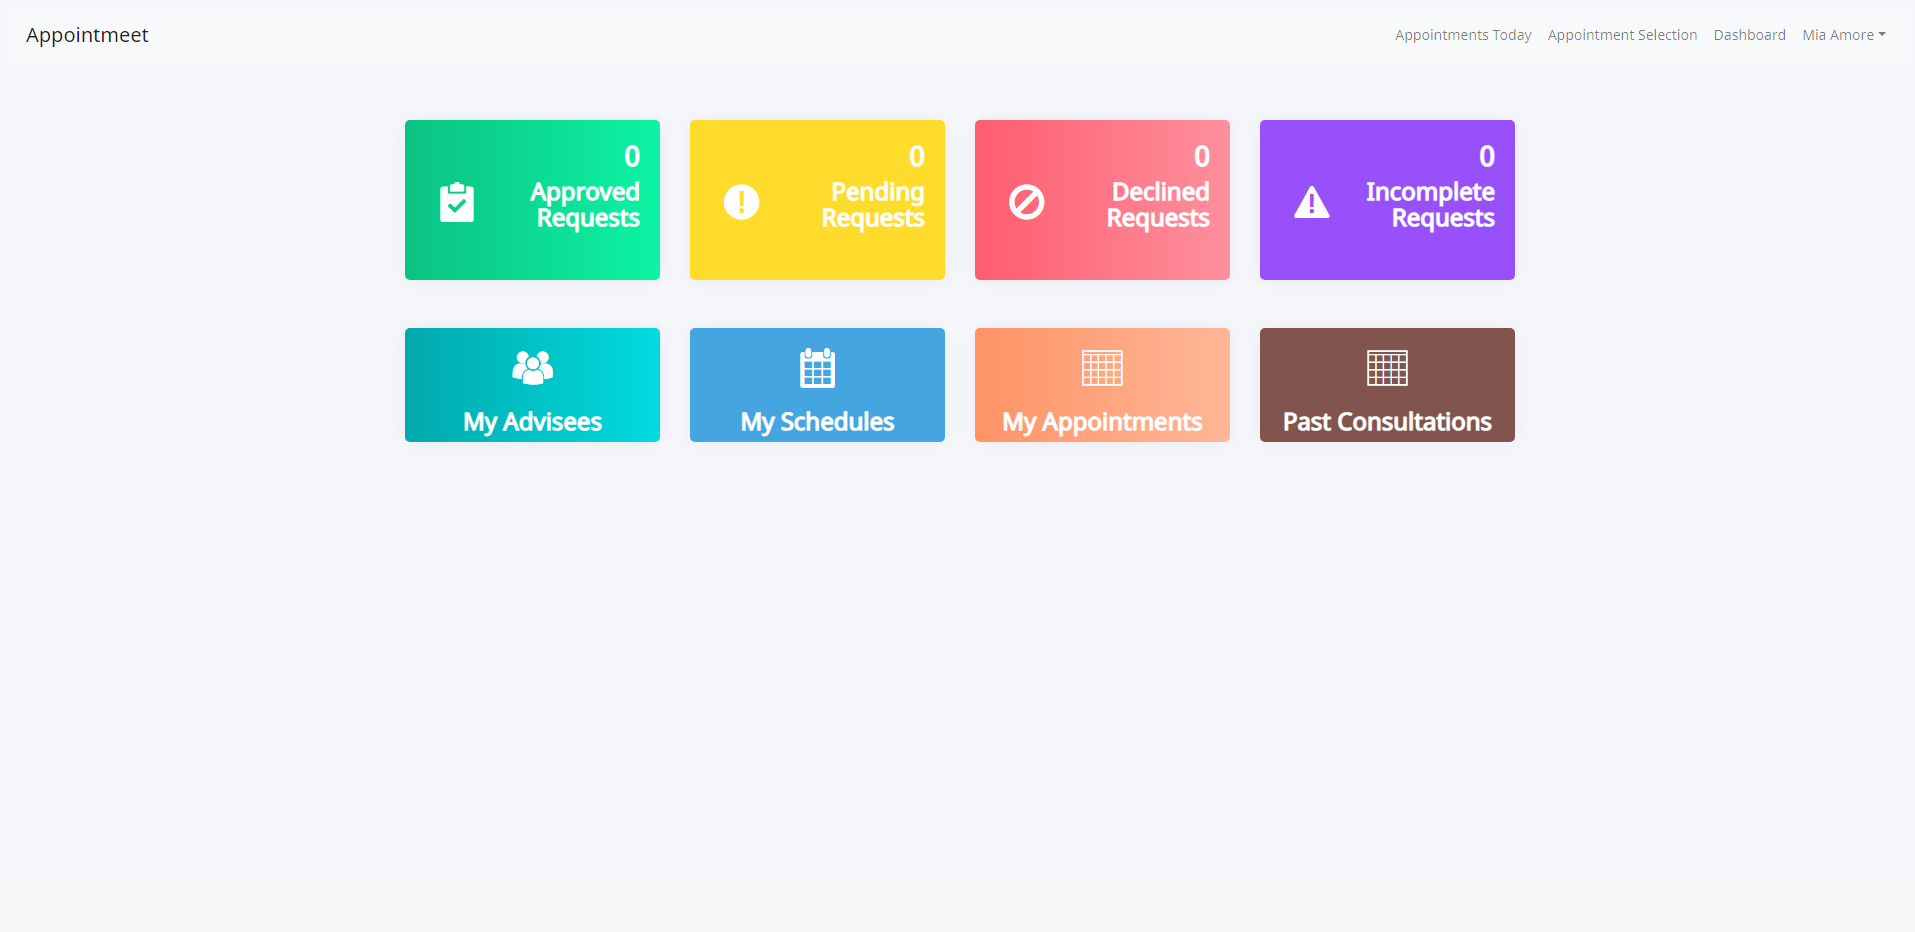 Appointmeet
Appointments Today
Appointment Selection
Dashboard
Mia Amore
0
Approved
Requests
0
Pending
Requests
0
Declined
Requests
0
Incomplete
Requests
My Advisees
My Schedules
My Appointments
Past Consultations